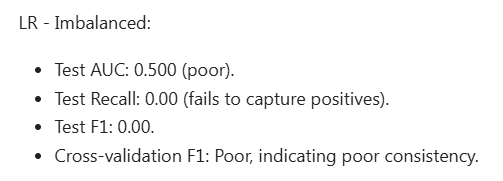 LR - Imbalanced:
• Test AUC: 0.500 (poor).
• Test Recall: 0.00 (fails to capture positives).
• Test F1: 0.00.
• Cross-validation F1: Poor, indicating poor consistency.